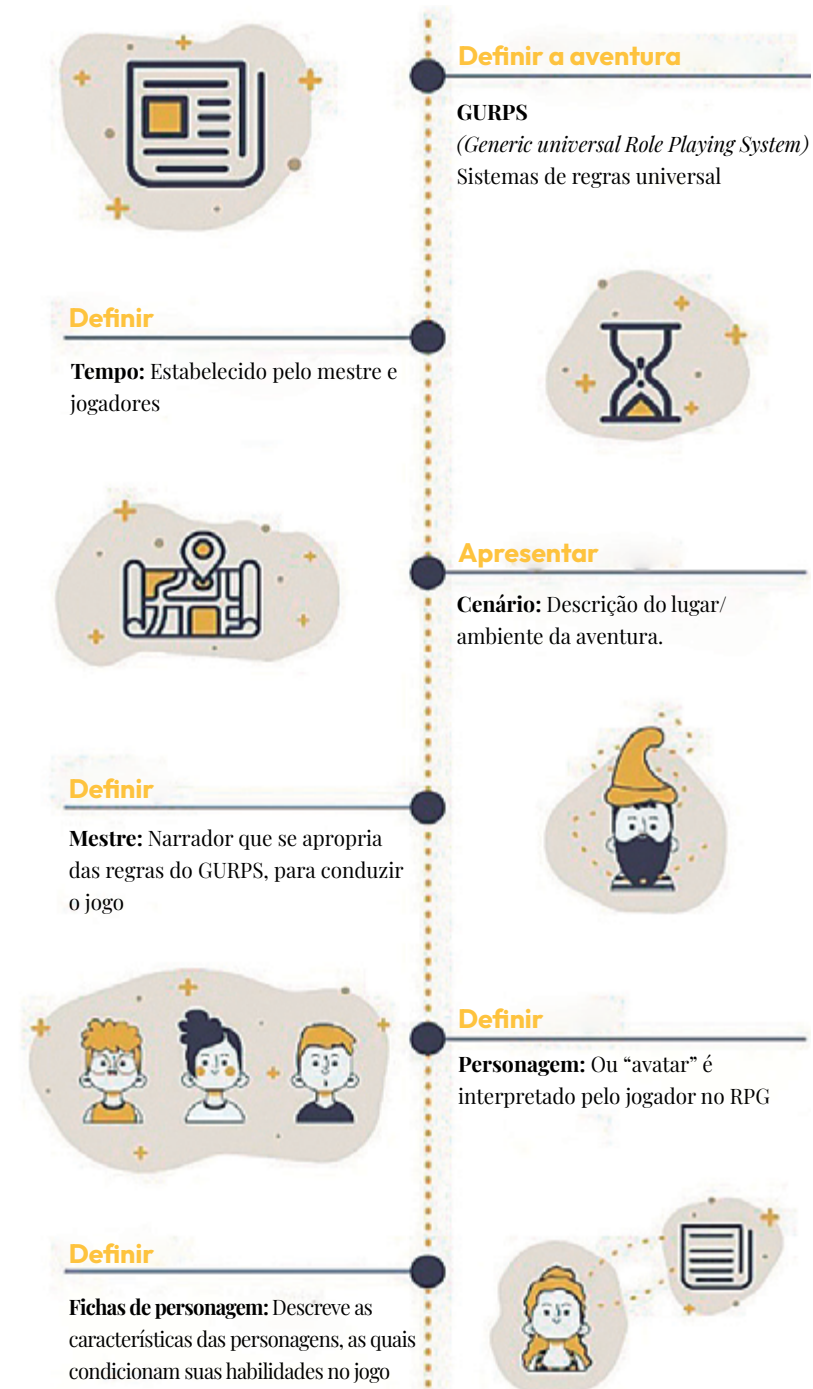 Definir a aventura
GURPS
(Generic universal Role Playing System)
Sistemas de regras universal
Definir
Tempo: Estabelecido pelo mestre e
jogadores
Apresentar
Cenário: Descrição do lugar/
ambiente da aventura.
Definir
Mestre: Narrador que se apropria
das regras do GURPS, para conduzir
o jogo
Definir
Personagem: Ou “avatar” é
interpretado pelo jogador no RPG
Definir
Fichas de personagem: Descreve as
características das personagens, as quais
condicionam suas habilidades no jogo